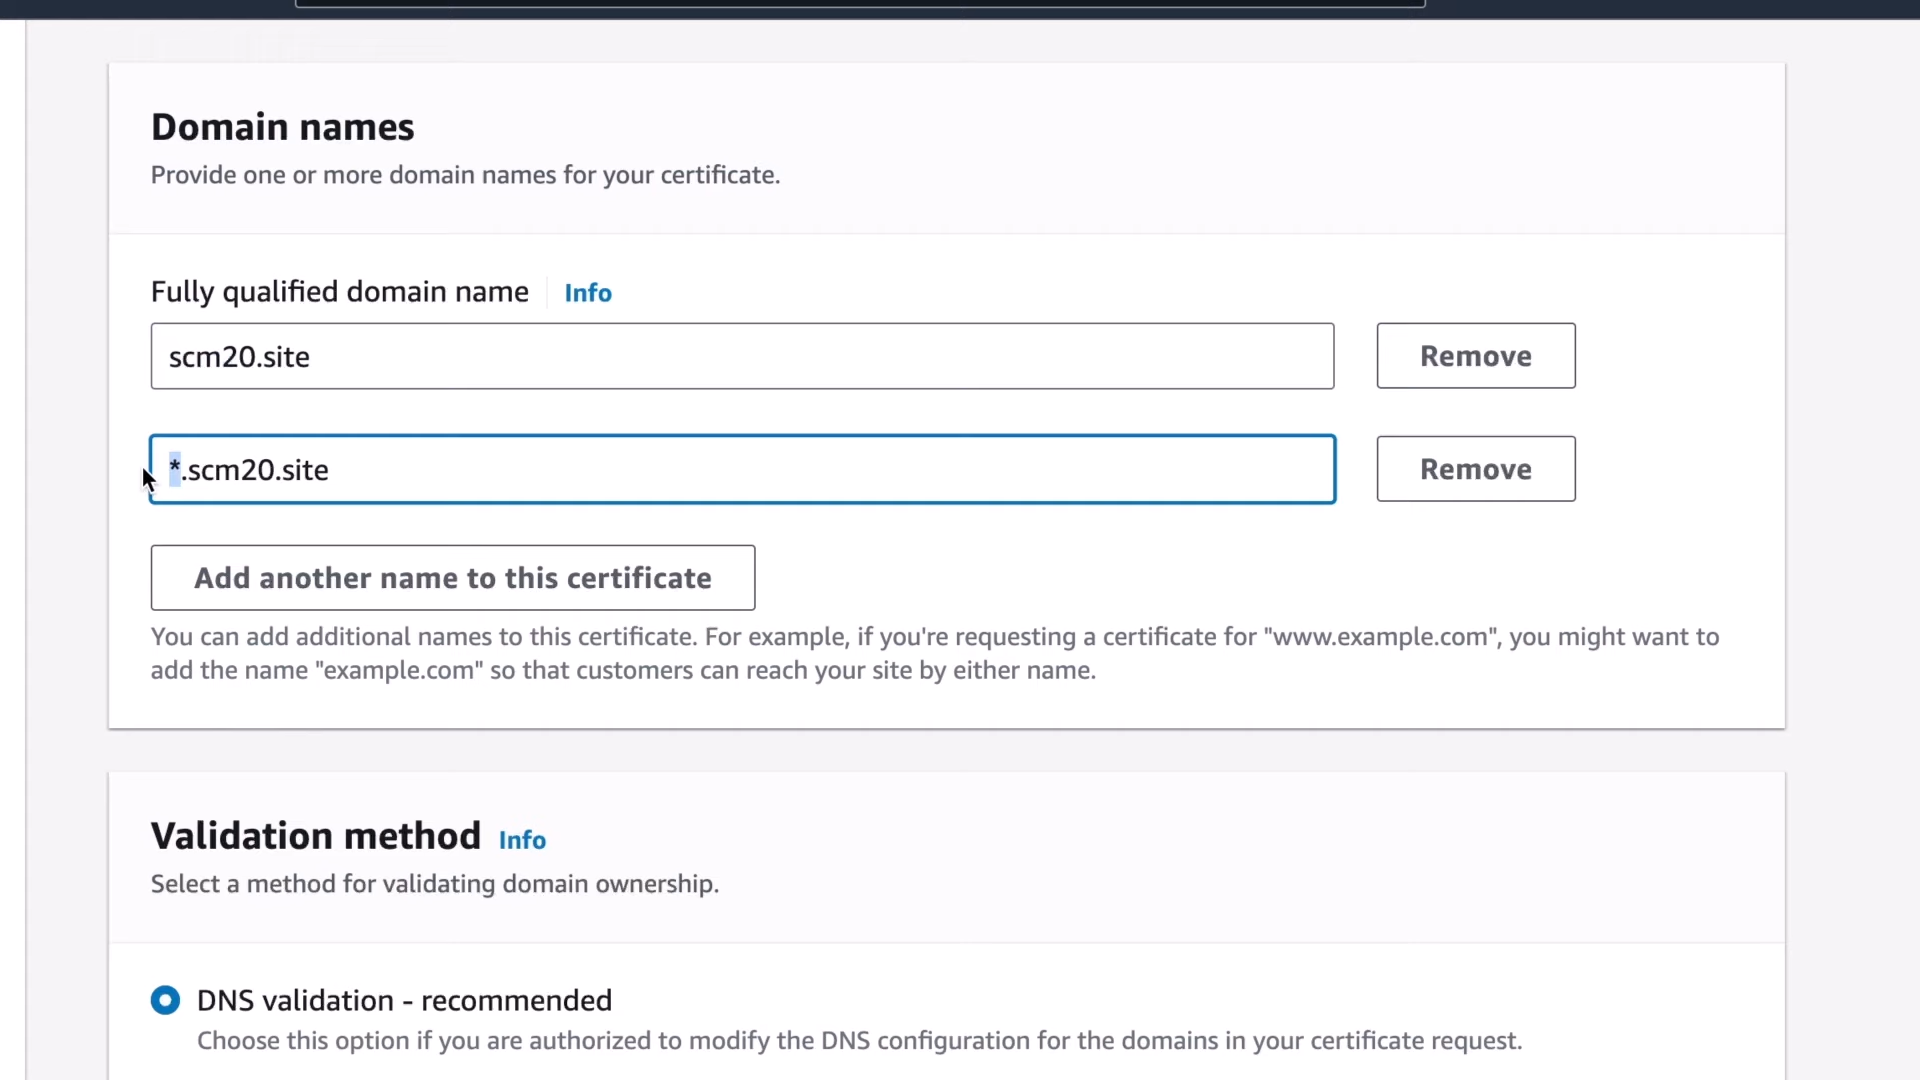 Domain names
Provide one or more domain names for your certificate.
Fully qualified domain name Info
scm20.site Remove
*.scm20.site Remove
Add another name to this certificate
You can add additional names to this certificate. For example, if you're requesting a certificate for "www.example.com", you might want to
add the name "example.com" so that customers can reach your site by either name.
Validation method Info
Select a method for validating domain ownership.
DNS validation - recommended
Choose this option if you are authorized to modify the DNS configuration for the domains in your certificate request.